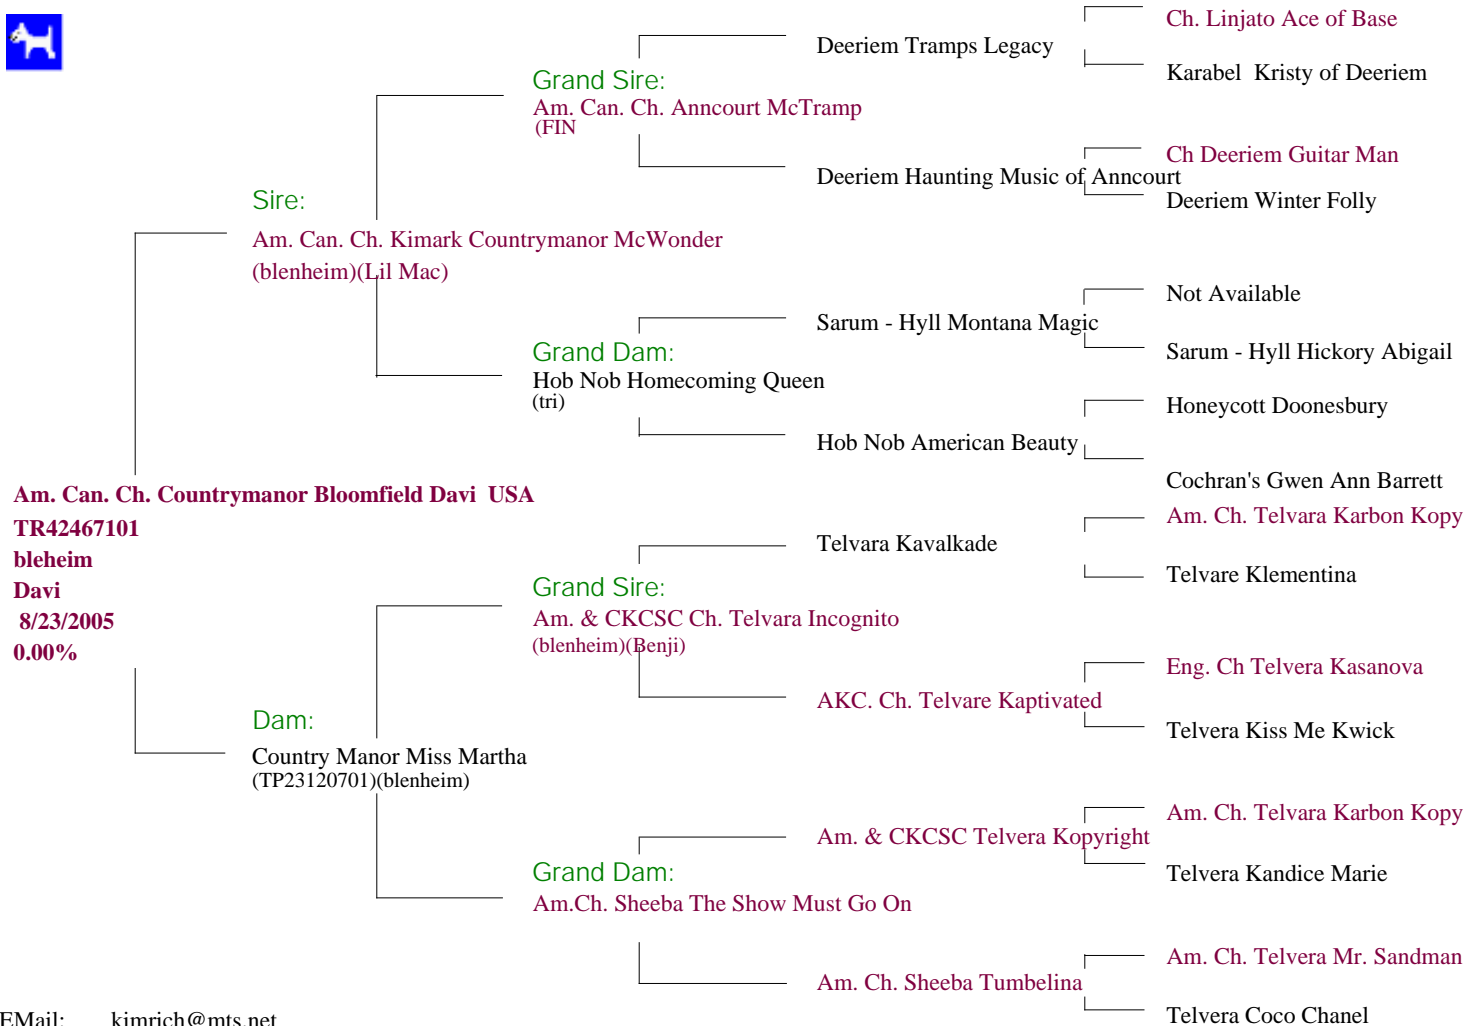 Ch. Linjato Ace of Base
Deeriem Tramps Legacy
Karabel  Kristy of Deeriem
Grand Sire:
Am. Can. Ch. Anncourt McTramp
(FIN
Ch Deeriem Guitar Man
Deeriem Haunting Music of Anncourt
Deeriem Winter Folly
Sire:
Am. Can. Ch. Kimark Countrymanor McWonder
(blenheim)(Lil Mac)
Not Available
Sarum - Hyll Montana Magic
Sarum - Hyll Hickory Abigail
Grand Dam:
Hob Nob Homecoming Queen
(tri)
Honeycott Doonesbury
Hob Nob American Beauty
Cochran's Gwen Ann Barrett
Am. Can. Ch. Countrymanor Bloomfield Davi  USA
TR42467101
bleheim
Davi
8/23/2005
0.00%
Am. Ch. Telvara Karbon Kopy
Telvara Kavalkade
Telvare Klementina
Grand Sire:
Am. & CKCSC Ch. Telvara Incognito
(blenheim)(Benji)
Eng. Ch Telvera Kasanova
AKC. Ch. Telvare Kaptivated
Telvera Kiss Me Kwick
Dam:
Country Manor Miss Martha
(TP23120701)(blenheim)
Am. Ch. Telvara Karbon Kopy
Am. & CKCSC Telvera Kopyright
Telvera Kandice Marie
Grand Dam:
Am.Ch. Sheeba The Show Must Go On
Am. Ch. Telvera Mr. Sandman
Am. Ch. Sheeba Tumbelina
Telvera Coco Chanel
EMail: kimrich@mts.net